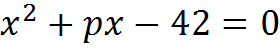 x² + px − 42 = 0